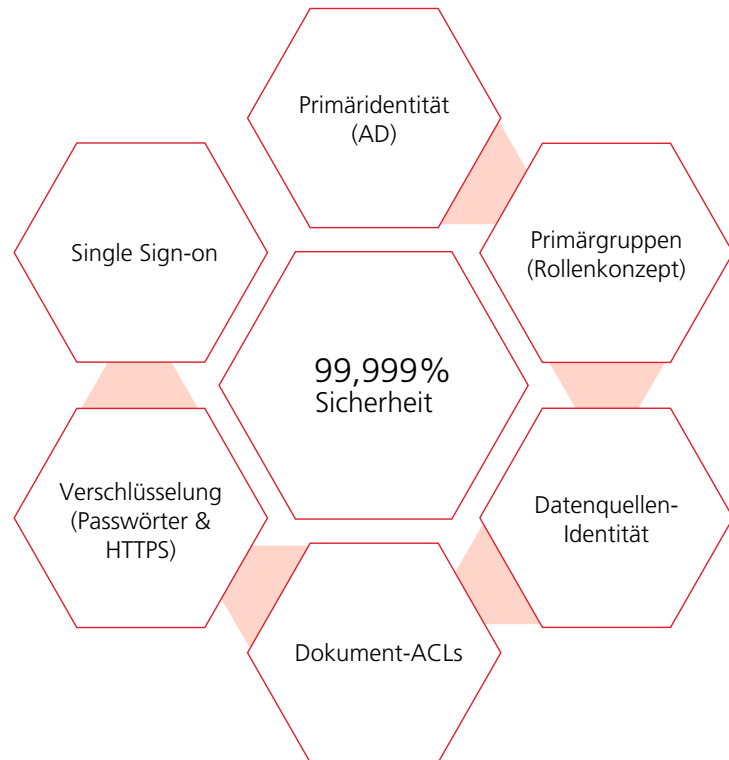 Primäridentität
(AD)
Single Sign-on
Primärgruppen
(Rollenkonzept)
99,999%
Sicherheit
Verschlüsselung
(Passwörter &
HTTPS)
Datenquellen-
Identität
Dokument-ACLs